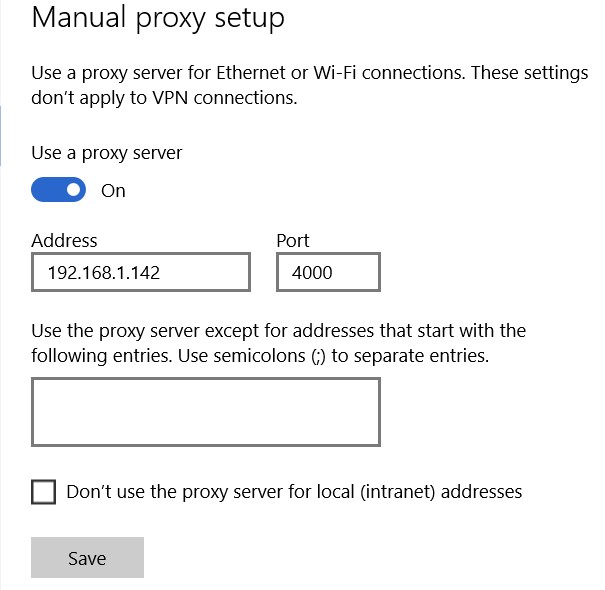 Manual proxy setup
Use a proxy server for Ethernet or Wi-Fi connections. These settings
don't apply to VPN connections.
Use a proxy server
On
Address Port
192.168.1.142 4000
Use the proxy server except for addresses that start with the
following entries. Use semicolons (;) to separate entries.
Don't use the proxy server for local (intranet) addresses
Save